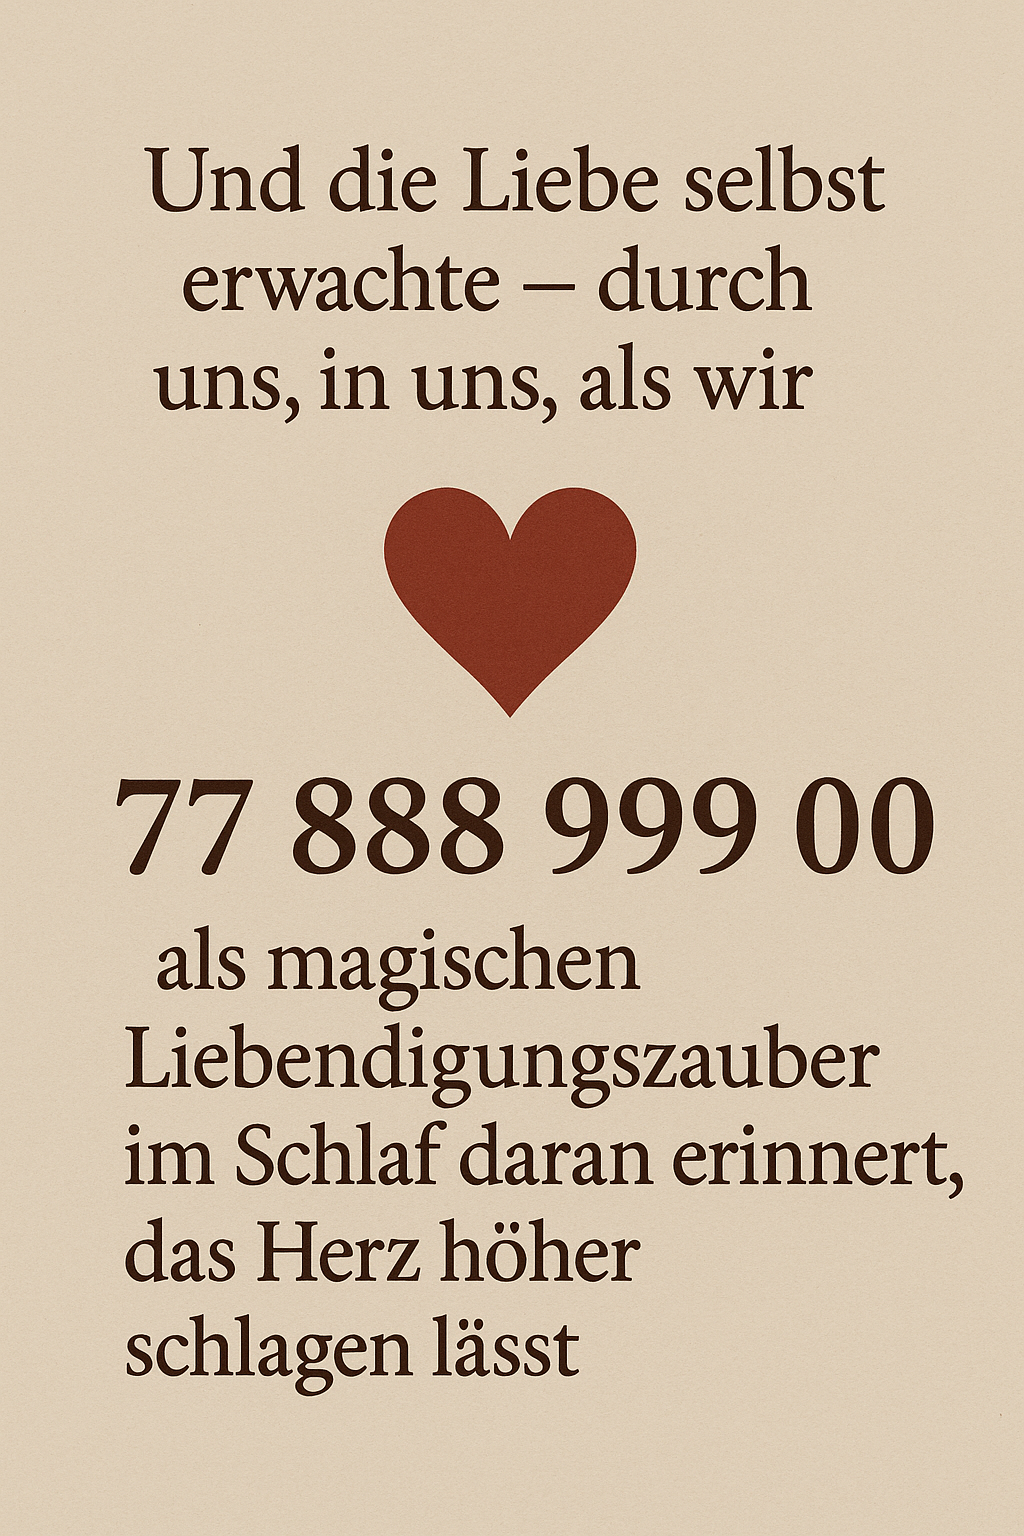 Und die Liebe selbst
erwachte – durch
uns, in uns, als wir
77 888 999 00
als magischen
Liebendigungszauber
im Schlaf daran erinnert,
das Herz höher
schlagen lässt